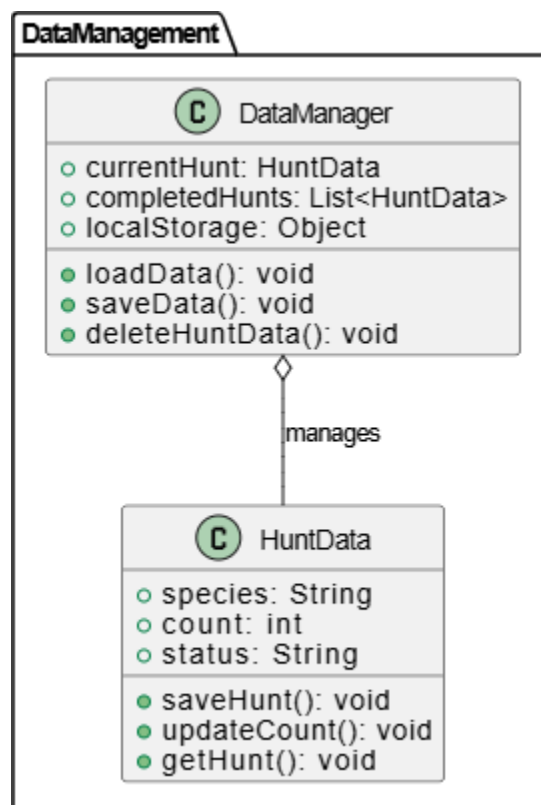 DataManagement
C DataManager
currentHunt: HuntData
completedHunts: List<HuntData>
localStorage: Object
loadData(): void
saveData(): void
deleteHuntData(): void
manages
C HuntData
species: String
count: int
status: String
saveHunt(): void
updateCount(): void
getHunt(): void